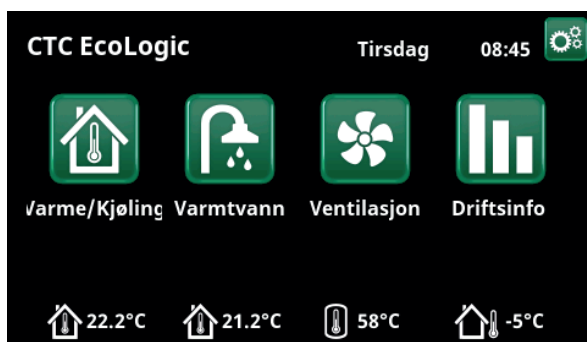 CTC EcoLogic Tirsdag 08:45
Varme/Kjøling Varmtvann Ventilasjon Driftsinfo
22.2°C 21.2°C 58°C -5°C